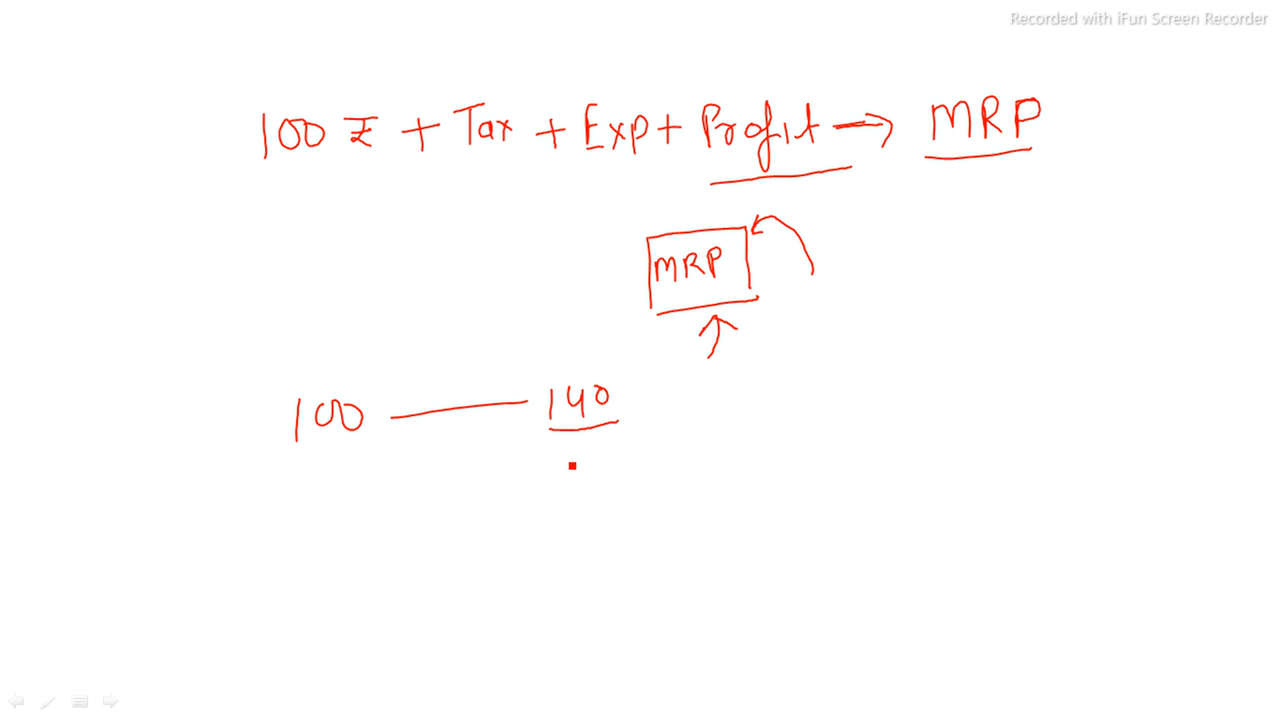 Recorded with iFun Screen Recorder
100 ₹ + Tax + Exp + Profit → MRP
MRP
100 — 140